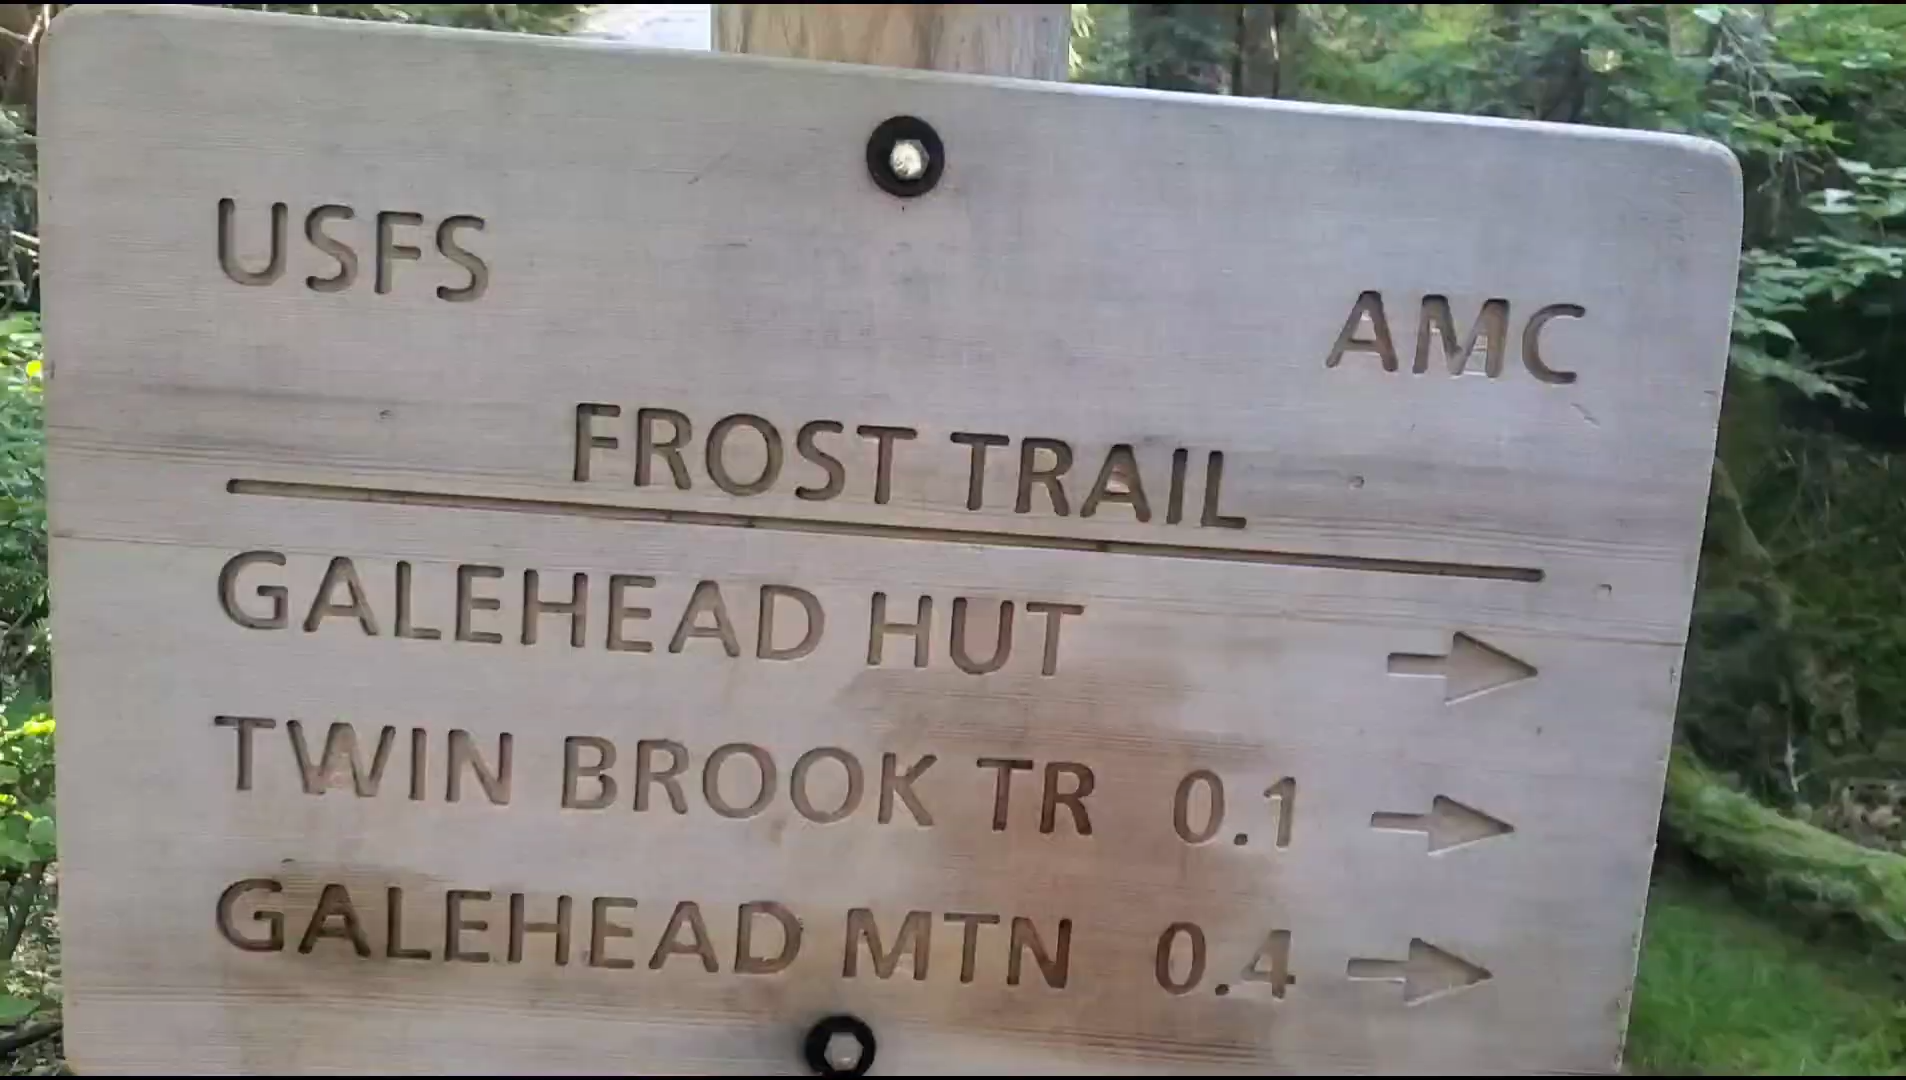 USFS
AMC
FROST TRAIL
GALEHEAD HUT →
TWIN BROOK TR 0.1 →
GALEHEAD MTN 0.4 →